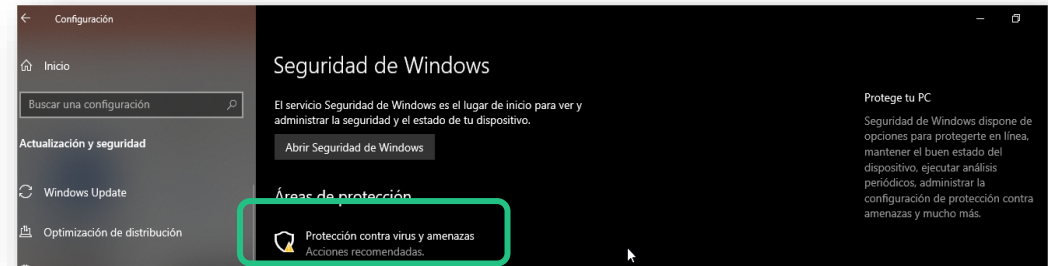 Configuración
Inicio
Buscar una configuración
Actualización y seguridad
Windows Update
Optimización de distribución
Seguridad de Windows
El servicio Seguridad de Windows es el lugar de inicio para ver y
administrar la seguridad y el estado de tu dispositivo.
Abrir Seguridad de Windows
Áreas de protección
Protección contra virus y amenazas
Acciones recomendadas.
Protege tu PC
Seguridad de Windows dispone de
opciones para protegerte en línea,
mantener el buen estado del
dispositivo, ejecutar análisis
periódicos, administrar la
configuración de protección contra
amenazas y mucho más.